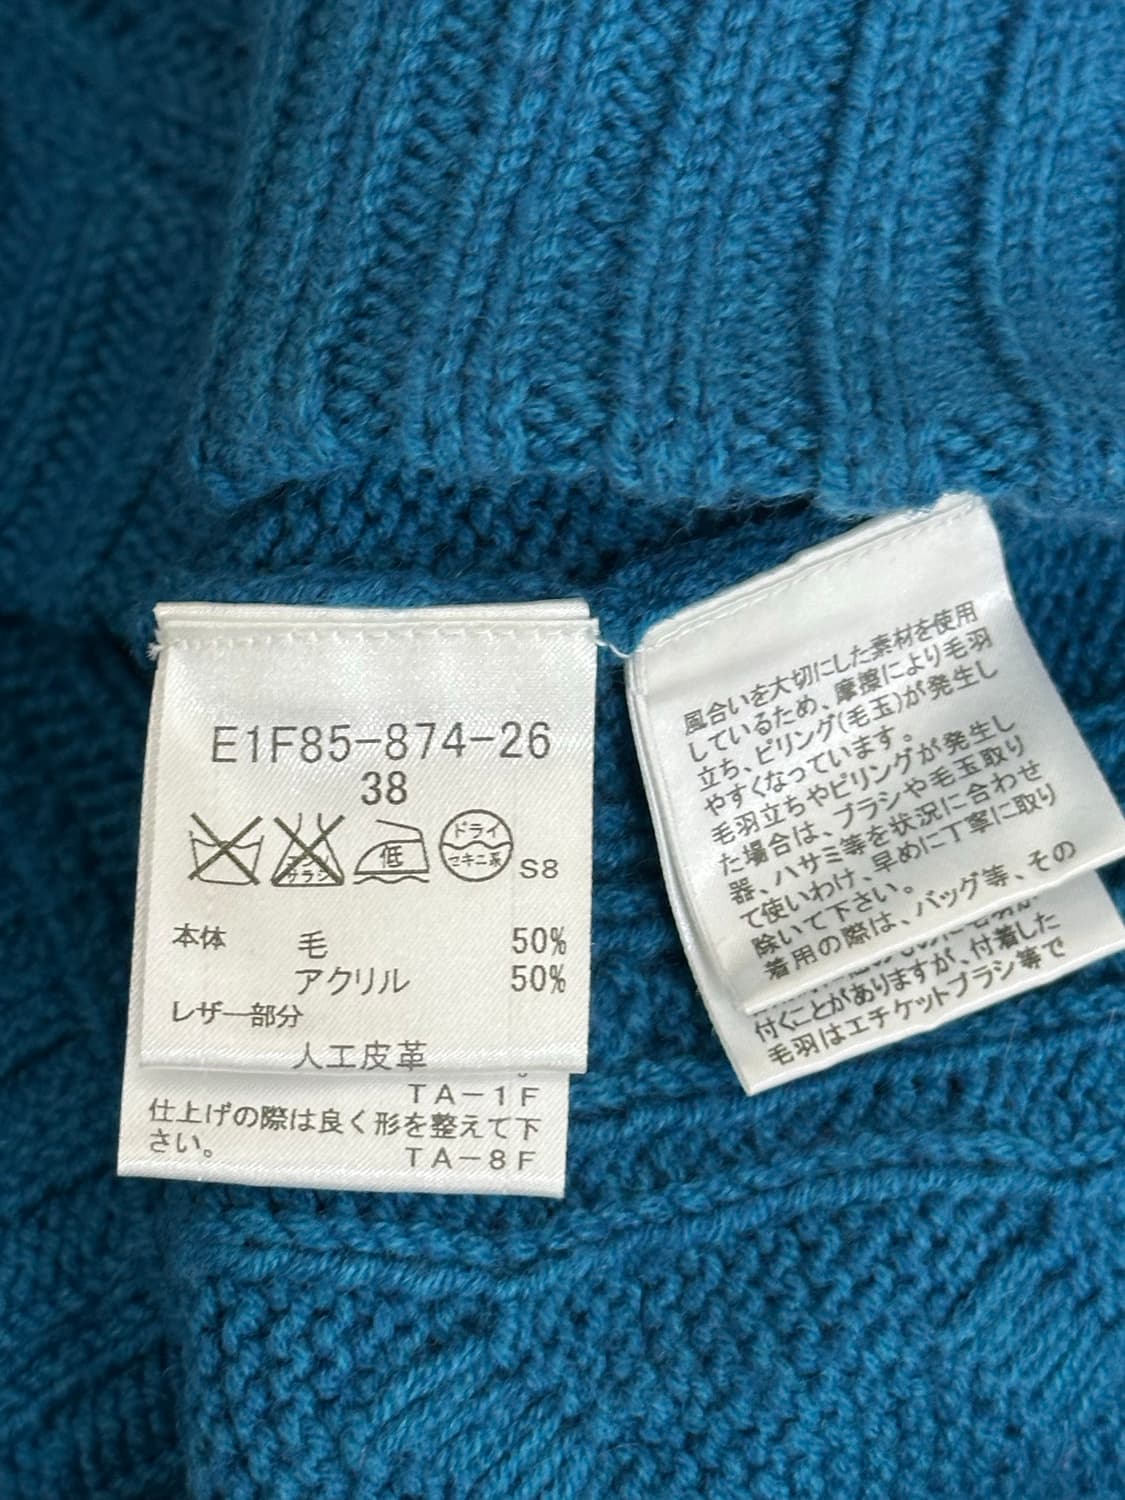 E1F85-874-26
38
エンソ
サラシ
低
ドライ
セキユ系
S8
本体 毛 50%
アクリル 50%
レザー部分
人工皮革
TA-1F
仕上げの際は良く形を整えて下
さい。
TA-8F
風合いを大切にした素材を使用
しているため、摩擦により毛羽
立ち、ピリング(毛玉)が発生し
やすくなっています。
毛羽立ちやピリングが発生し
た場合は、ブラシや毛玉取り
器、ハサミ等を状況に合わせ
て使いわけ、早めに丁寧に取り
除いて下さい。
着用の際は、バッグ等、その
付くことがありますが、付着した
毛羽はエチケットブラシ等で